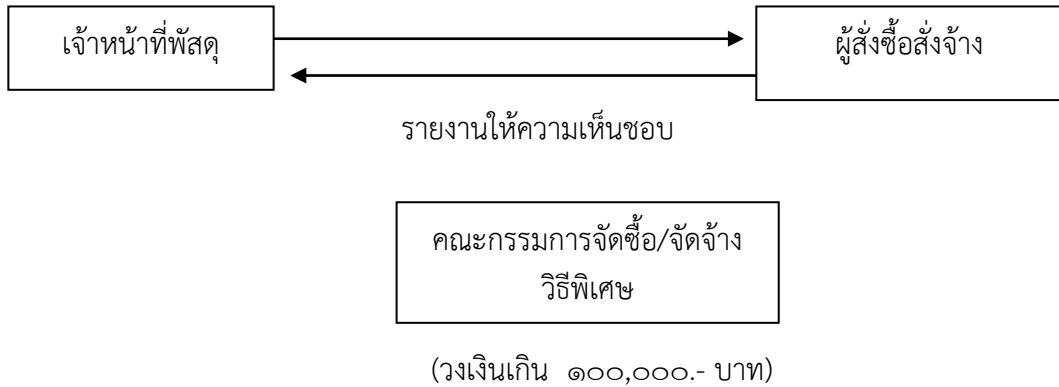 เจ้าหน้าที่พัสดุ
ผู้สั่งซื้อสั่งจ้าง
รายงานให้ความเห็นชอบ
คณะกรรมการจัดซื้อ/จัดจ้าง
วิธีพิเศษ
(วงเงินเกิน ๑๐๐,๐๐๐.- บาท)